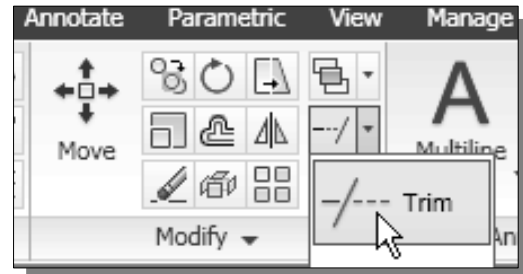 Annotate Parametric View Manage
Move
Multiline
Trim
Modify
An